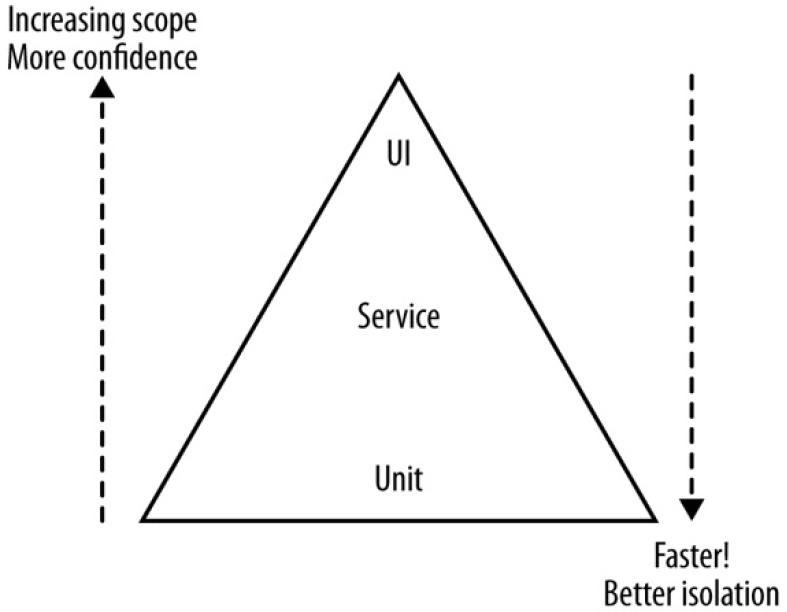 Increasing scope
More confidence
UI
Service
Unit
Faster!
Better isolation